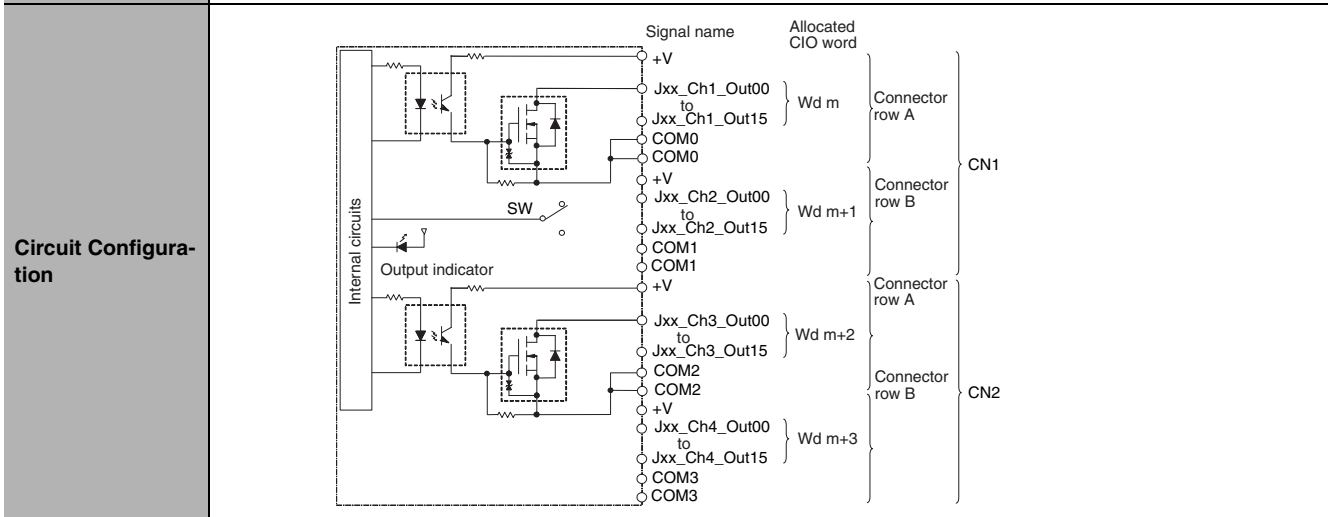 Circuit Configura-
tion
Signal name
Allocated
CIO word
Internal circuits
SW
Output indicator
+V
Jxx_Ch1_Out00
to
Jxx_Ch1_Out15
COM0
COM0
Wd m
Connector
row A
+V
Jxx_Ch2_Out00
to
Jxx_Ch2_Out15
COM1
COM1
Wd m+1
Connector
row B
CN1
+V
Jxx_Ch3_Out00
to
Jxx_Ch3_Out15
COM2
COM2
Wd m+2
Connector
row A
+V
Jxx_Ch4_Out00
to
Jxx_Ch4_Out15
COM3
COM3
Wd m+3
Connector
row B
CN2